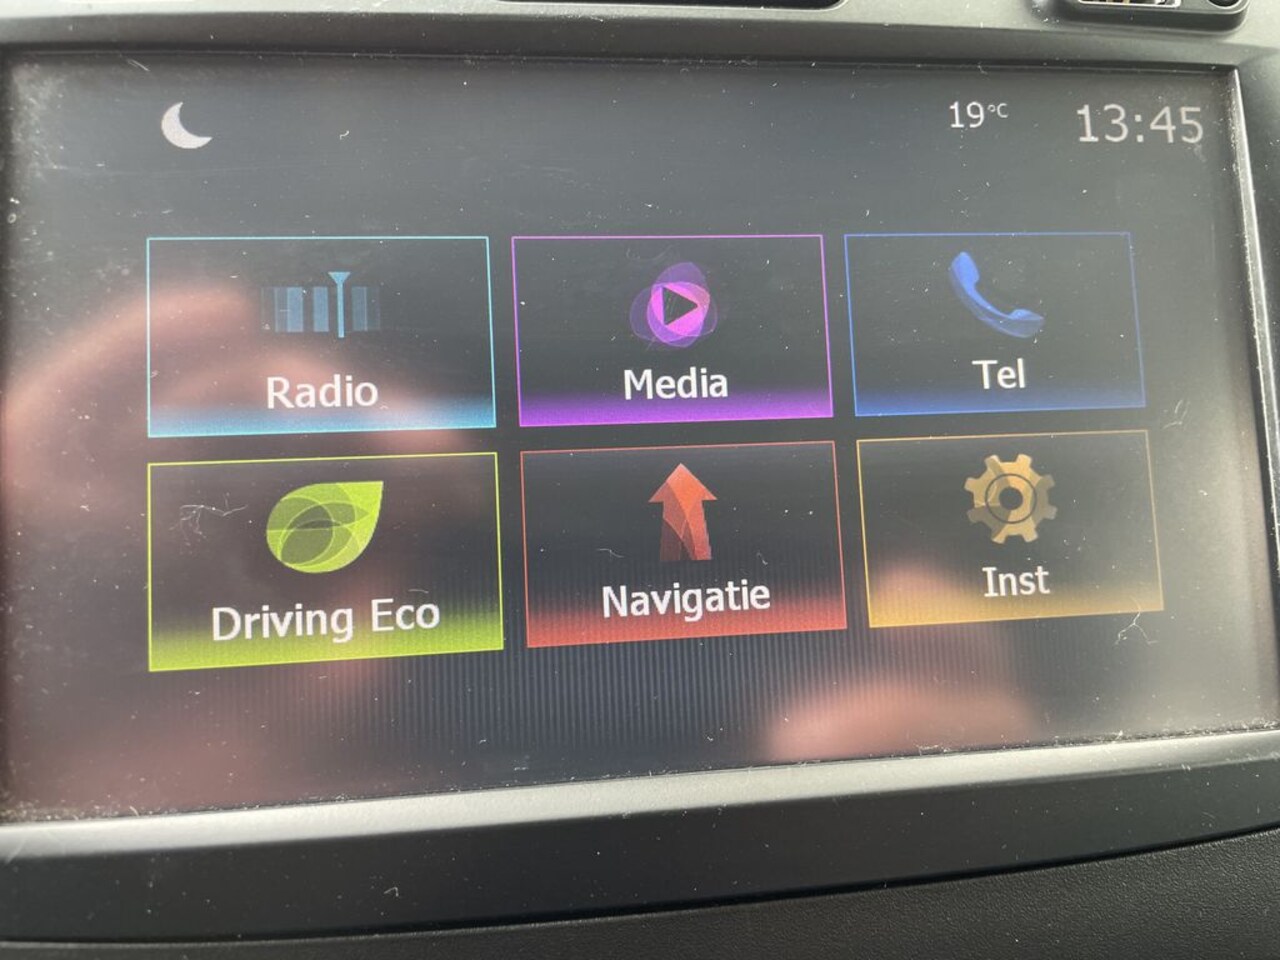 19°C 13:45
Radio Media Tel
Driving Eco Navigatie Inst